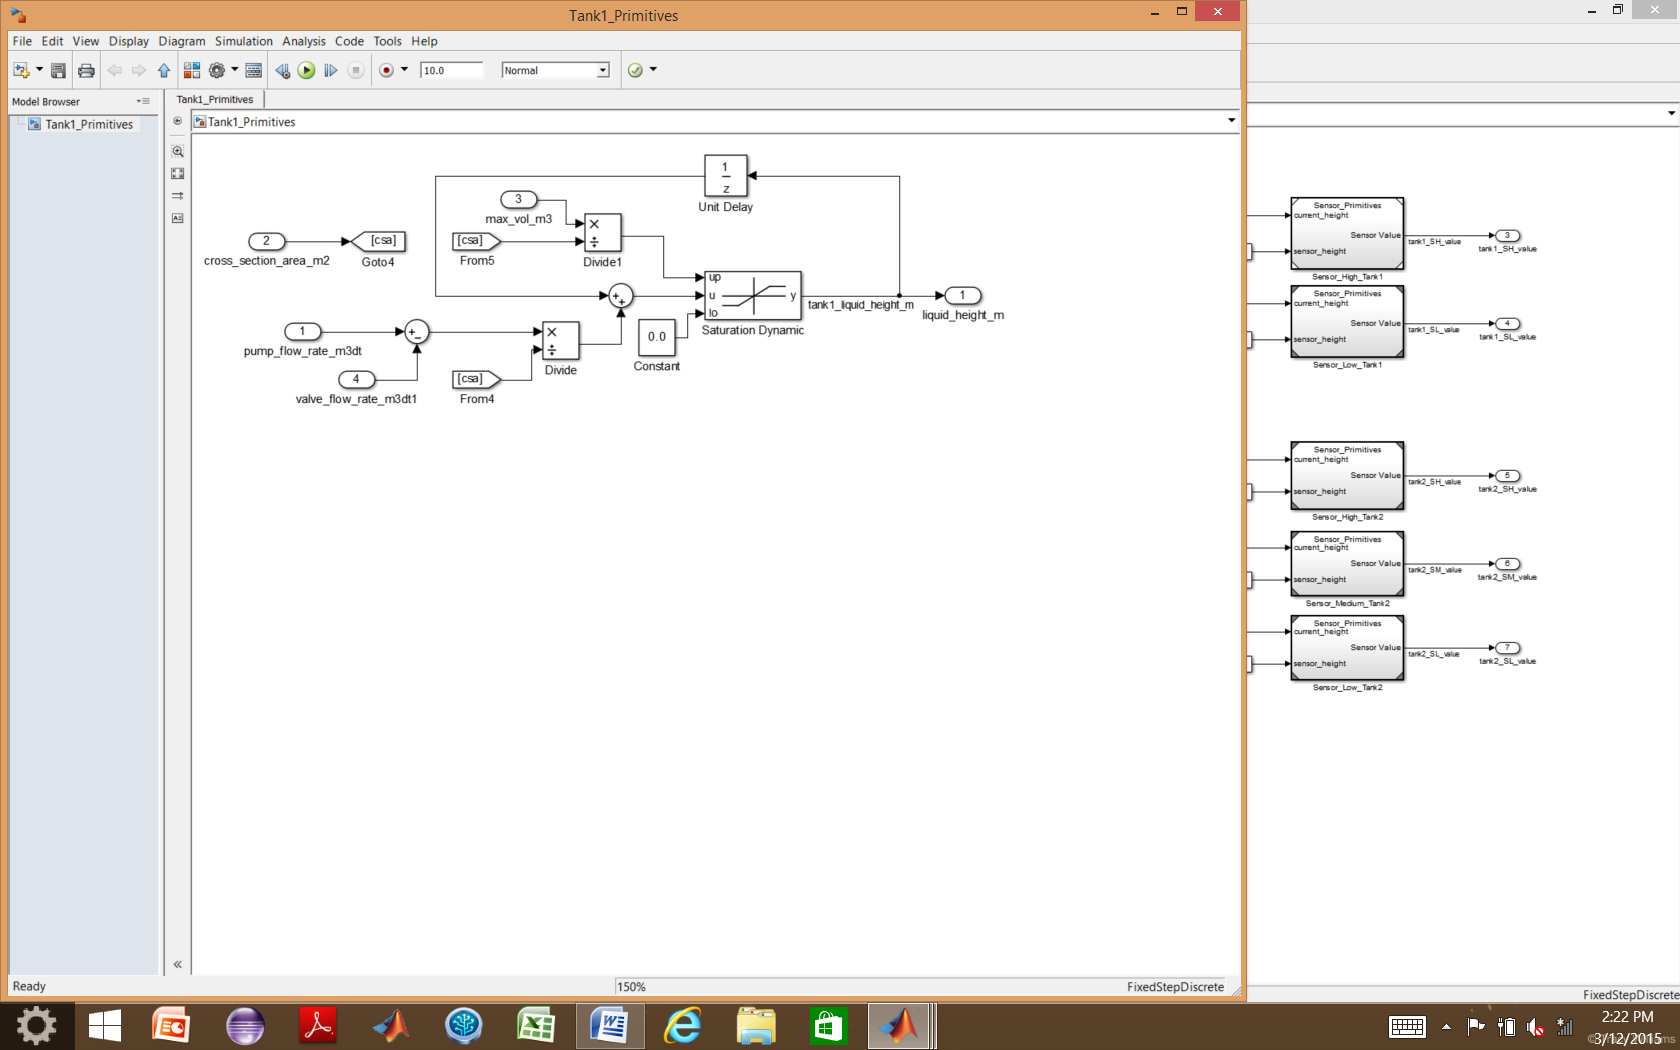 Tank1_Primitives
File Edit View Display Diagram Simulation Analysis Code Tools Help
10.0
Normal
Model Browser
Tank1_Primitives
Tank1_Primitives
Tank1_Primitives
1
z
Unit Delay
3
max_vol_m3
2
cross_section_area_m2
[csa]
Goto4
[csa]
From5
×
÷
Divide1
up
u
lo
y
Saturation Dynamic
tank1_liquid_height_m
1
liquid_height_m
0.0
Constant
1
pump_flow_rate_m3dt
4
valve_flow_rate_m3dt1
×
÷
Divide
[csa]
From4
Sensor_Primitives
current_height
Sensor Value
sensor_height
Sensor_High_Tank1
tank1_SH_value
3
tank1_SH_value
Sensor_Primitives
current_height
Sensor Value
sensor_height
Sensor_Low_Tank1
tank1_SL_value
4
tank1_SL_value
Sensor_Primitives
current_height
Sensor Value
sensor_height
Sensor_High_Tank2
tank2_SH_value
5
tank2_SH_value
Sensor_Primitives
current_height
Sensor Value
sensor_height
Sensor_Medium_Tank2
tank2_SM_value
6
tank2_SM_value
Sensor_Primitives
current_height
Sensor Value
sensor_height
Sensor_Low_Tank2
tank2_SL_value
7
tank2_SL_value
Ready
150%
FixedStepDiscrete
FixedStepDiscrete
2:22 PM
3/12/2015